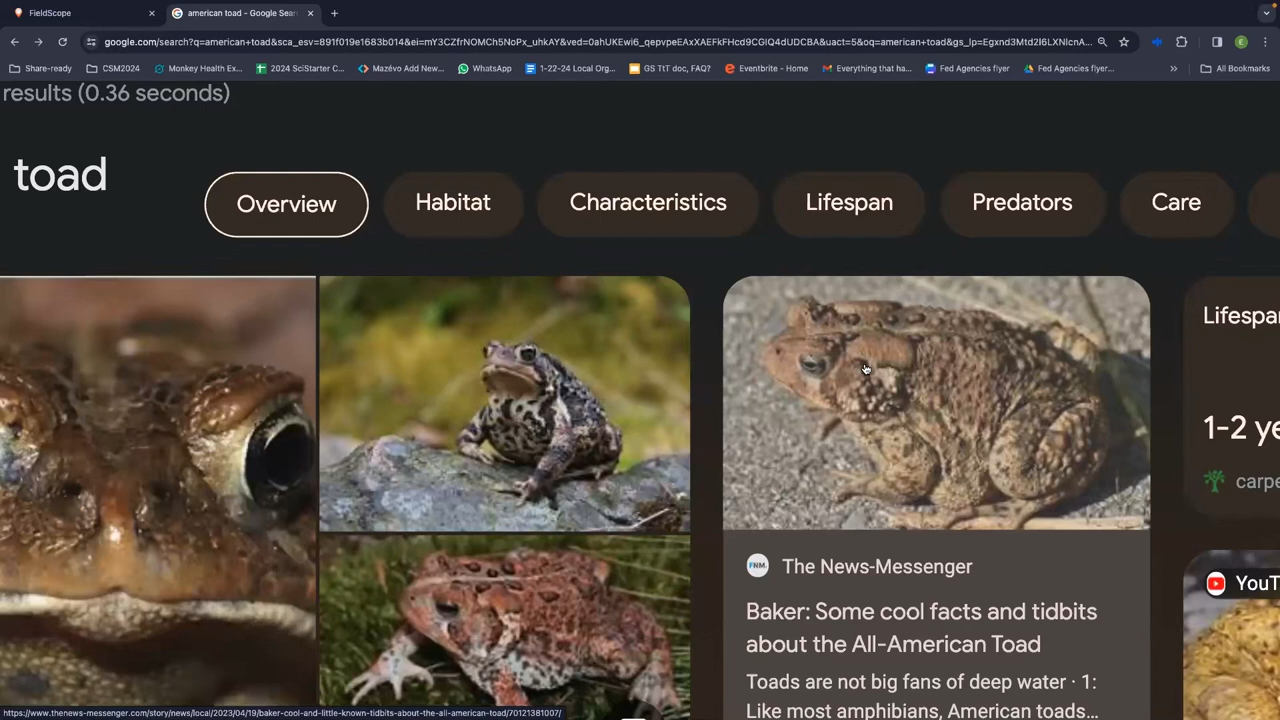 FieldScope
american toad - Google Sear
google.com/search?q=american+toad&sca_esv=891f019e1683b014&ei=mY3CZfrNOMCh5NoPx_uhkAY&ved=0ahUKEwi6_qepvpeEAxXAEFkFHcd9CGIQ4dUDCBA&uact=5&oq=american+toad&gs_lp=Egxnd3Mtd2l6LXNlcnA...
Share-ready
CSM2024
Monkey Health Ex...
2024 SciStarter C...
Mazévo Add New...
WhatsApp
1-22-24 Local Org...
GS TtT doc, FAQ?
Eventbrite - Home
Everything that ha...
Fed Agencies flyer
Fed Agencies flyer...
All Bookmarks
results (0.36 seconds)
toad
Overview
Habitat
Characteristics
Lifespan
Predators
Care
Lifespan
1-2 ye
carpe
FNM.
The News-Messenger
YouT
Baker: Some cool facts and tidbits
about the All-American Toad
Toads are not big fans of deep water · 1:
Like most amphibians, American toads...
https://www.thenews-messenger.com/story/news/local/2023/04/19/baker-cool-and-little-known-tidbits-about-the-all-american-toad/70121381007/